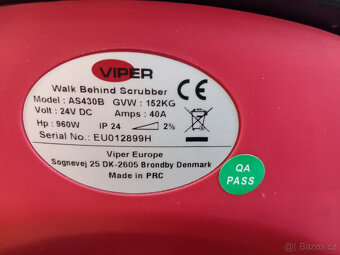 VIPER
Walk Behind Scrubber
CE
Model : AS430B GVW : 152KG
Volt : 24V DC Amps : 40A
Hp : 960W IP 24 2%
Serial No.: EU012899H
Viper Europe
Sognevej 25 DK-2605 Brondby Denmark
Made in PRC
QA
PASS
Bazos.cz